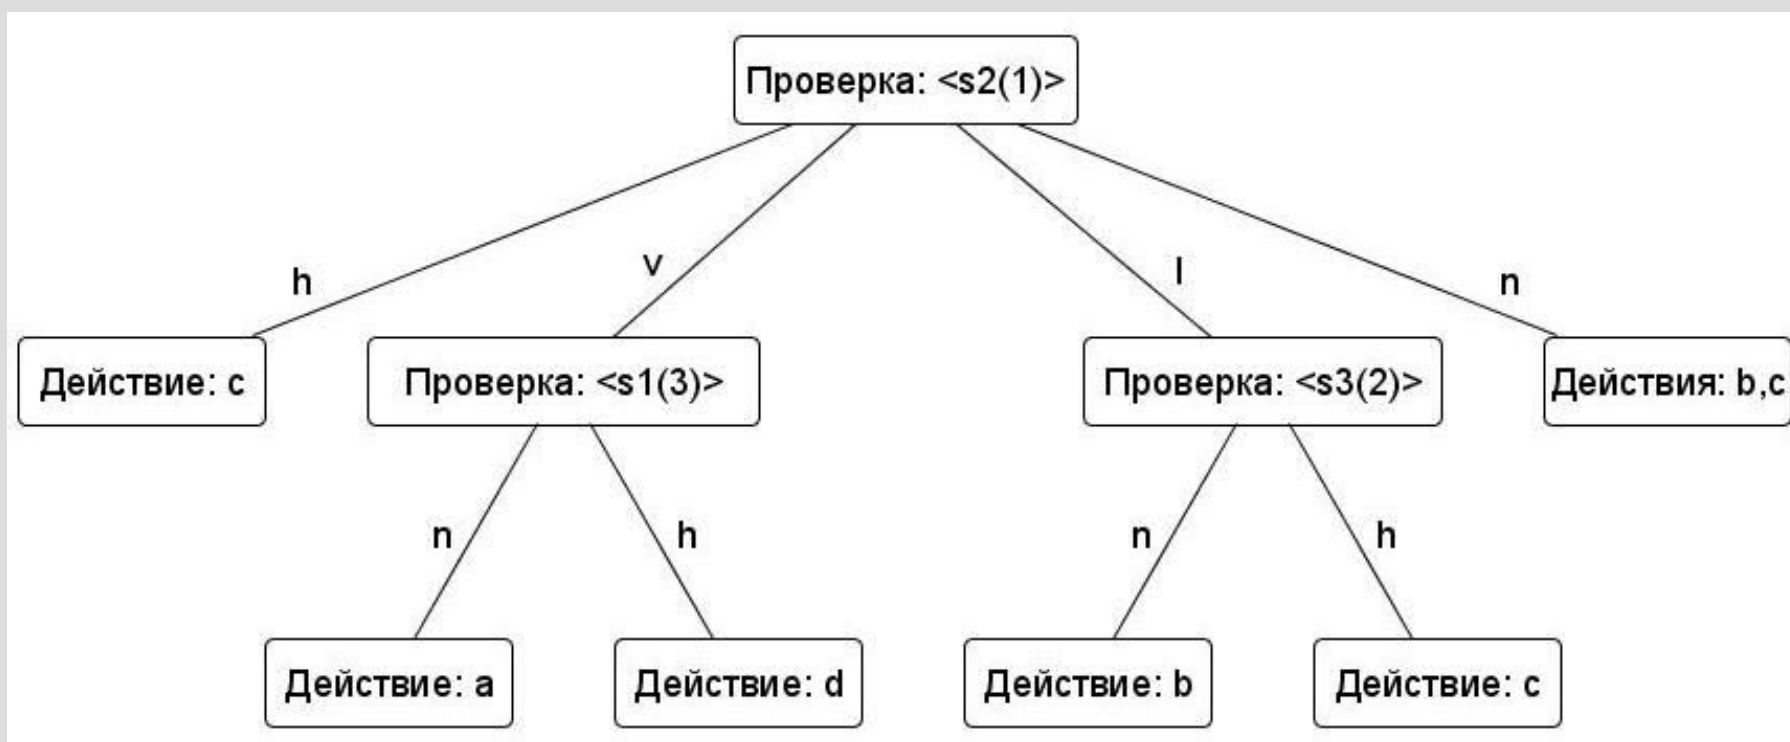 Проверка: <s2(1)>
h
v
l
n
Действие: c
Проверка: <s1(3)>
Проверка: <s3(2)>
Действия: b,c
n
h
n
h
Действие: a
Действие: d
Действие: b
Действие: c